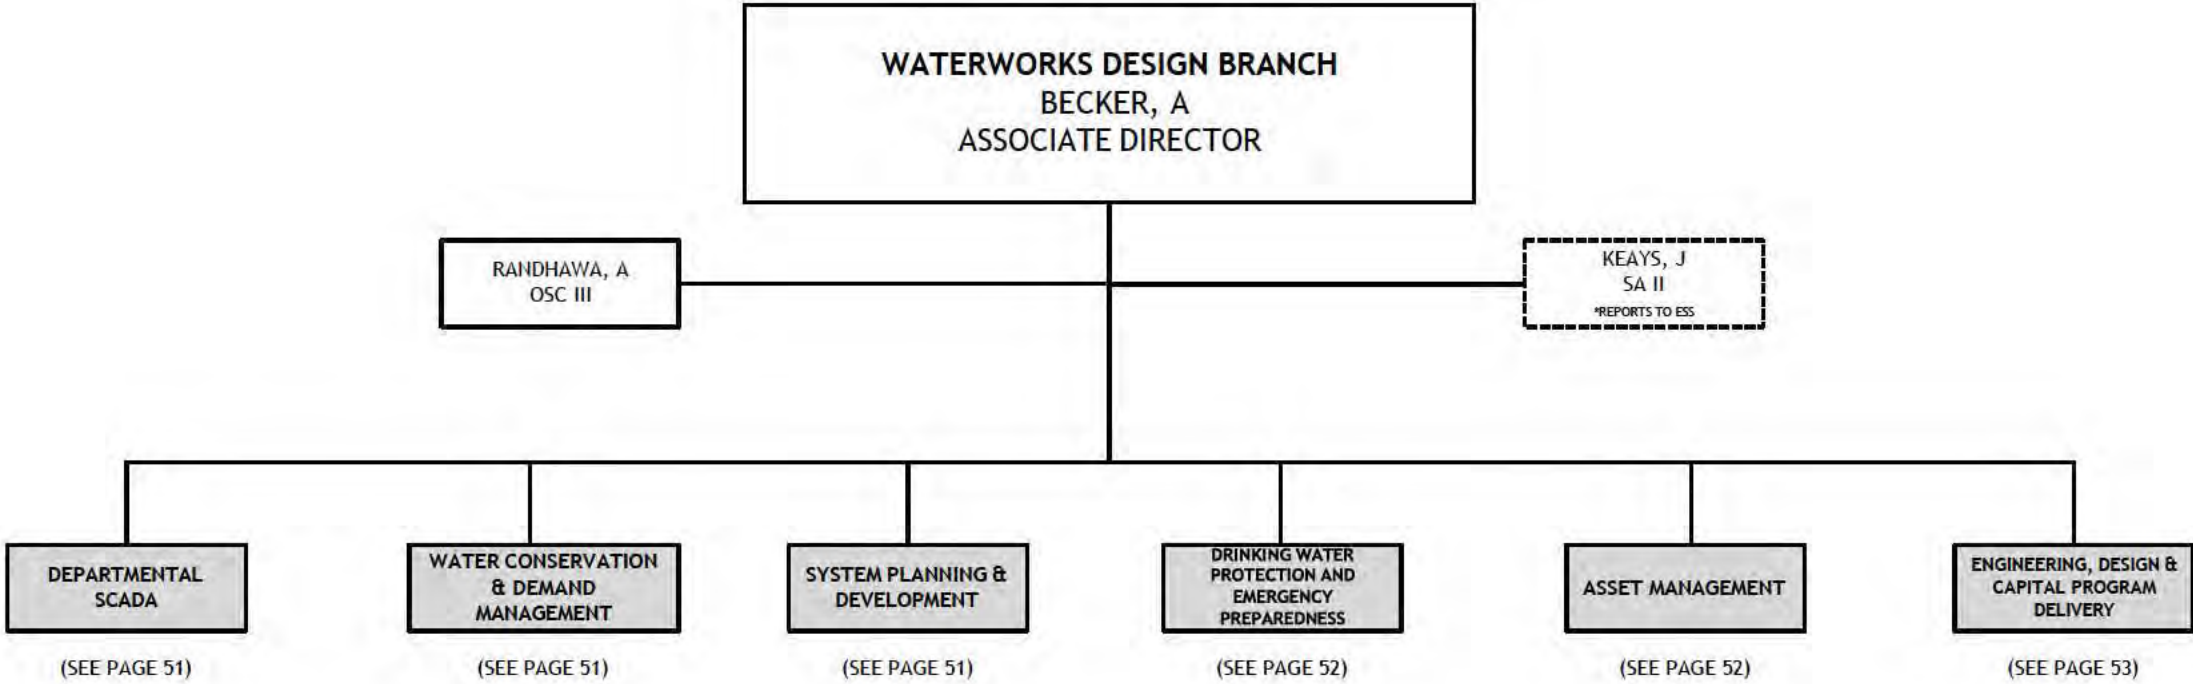 WATERWORKS DESIGN BRANCH
BECKER, A
ASSOCIATE DIRECTOR
RANDHAWA, A
OSC III
KEAYS, J
SA II
*REPORTS TO ESS
DEPARTMENTAL
SCADA
(SEE PAGE 51)
WATER CONSERVATION
& DEMAND
MANAGEMENT
(SEE PAGE 51)
SYSTEM PLANNING &
DEVELOPMENT
(SEE PAGE 51)
DRINKING WATER
PROTECTION AND
EMERGENCY
PREPAREDNESS
(SEE PAGE 52)
ASSET MANAGEMENT
(SEE PAGE 52)
ENGINEERING, DESIGN &
CAPITAL PROGRAM
DELIVERY
(SEE PAGE 53)